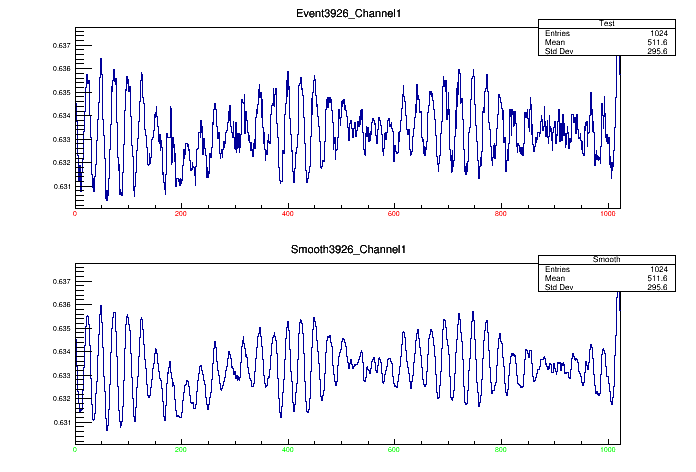 Event3926_Channel1
Test
Entries 1024
Mean 511.6
Std Dev 295.6
0.637
0.636
0.635
0.634
0.633
0.632
0.631
0 200 400 600 800 1000
Smooth3926_Channel1
Smooth
Entries 1024
Mean 511.6
Std Dev 295.6
0.637
0.636
0.635
0.634
0.633
0.632
0.631
0 200 400 600 800 1000